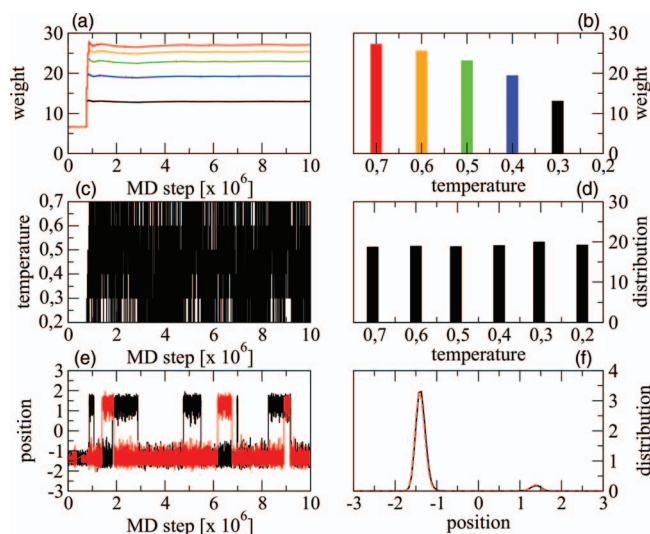 (a) (b)
30 30
20 20
10 10
0 0
weight weight
0 2 4 6 8 10 0,7 0,6 0,5 0,4 0,3 0,2
MD step [x 10^6] temperature
(c) (d)
0,7 30
0,6
0,5 20
0,4 10
0,3
0,2 0
temperature distribution
0 2 4 6 8 10 0,7 0,6 0,5 0,4 0,3 0,2
MD step [x 10^6] temperature
(e) (f)
3 4
2
1 3
0 2
-1
-2 1
-3 0
position distribution
0 2 4 6 8 10 -3 -2 -1 0 1 2 3
MD step [x 10^6] position